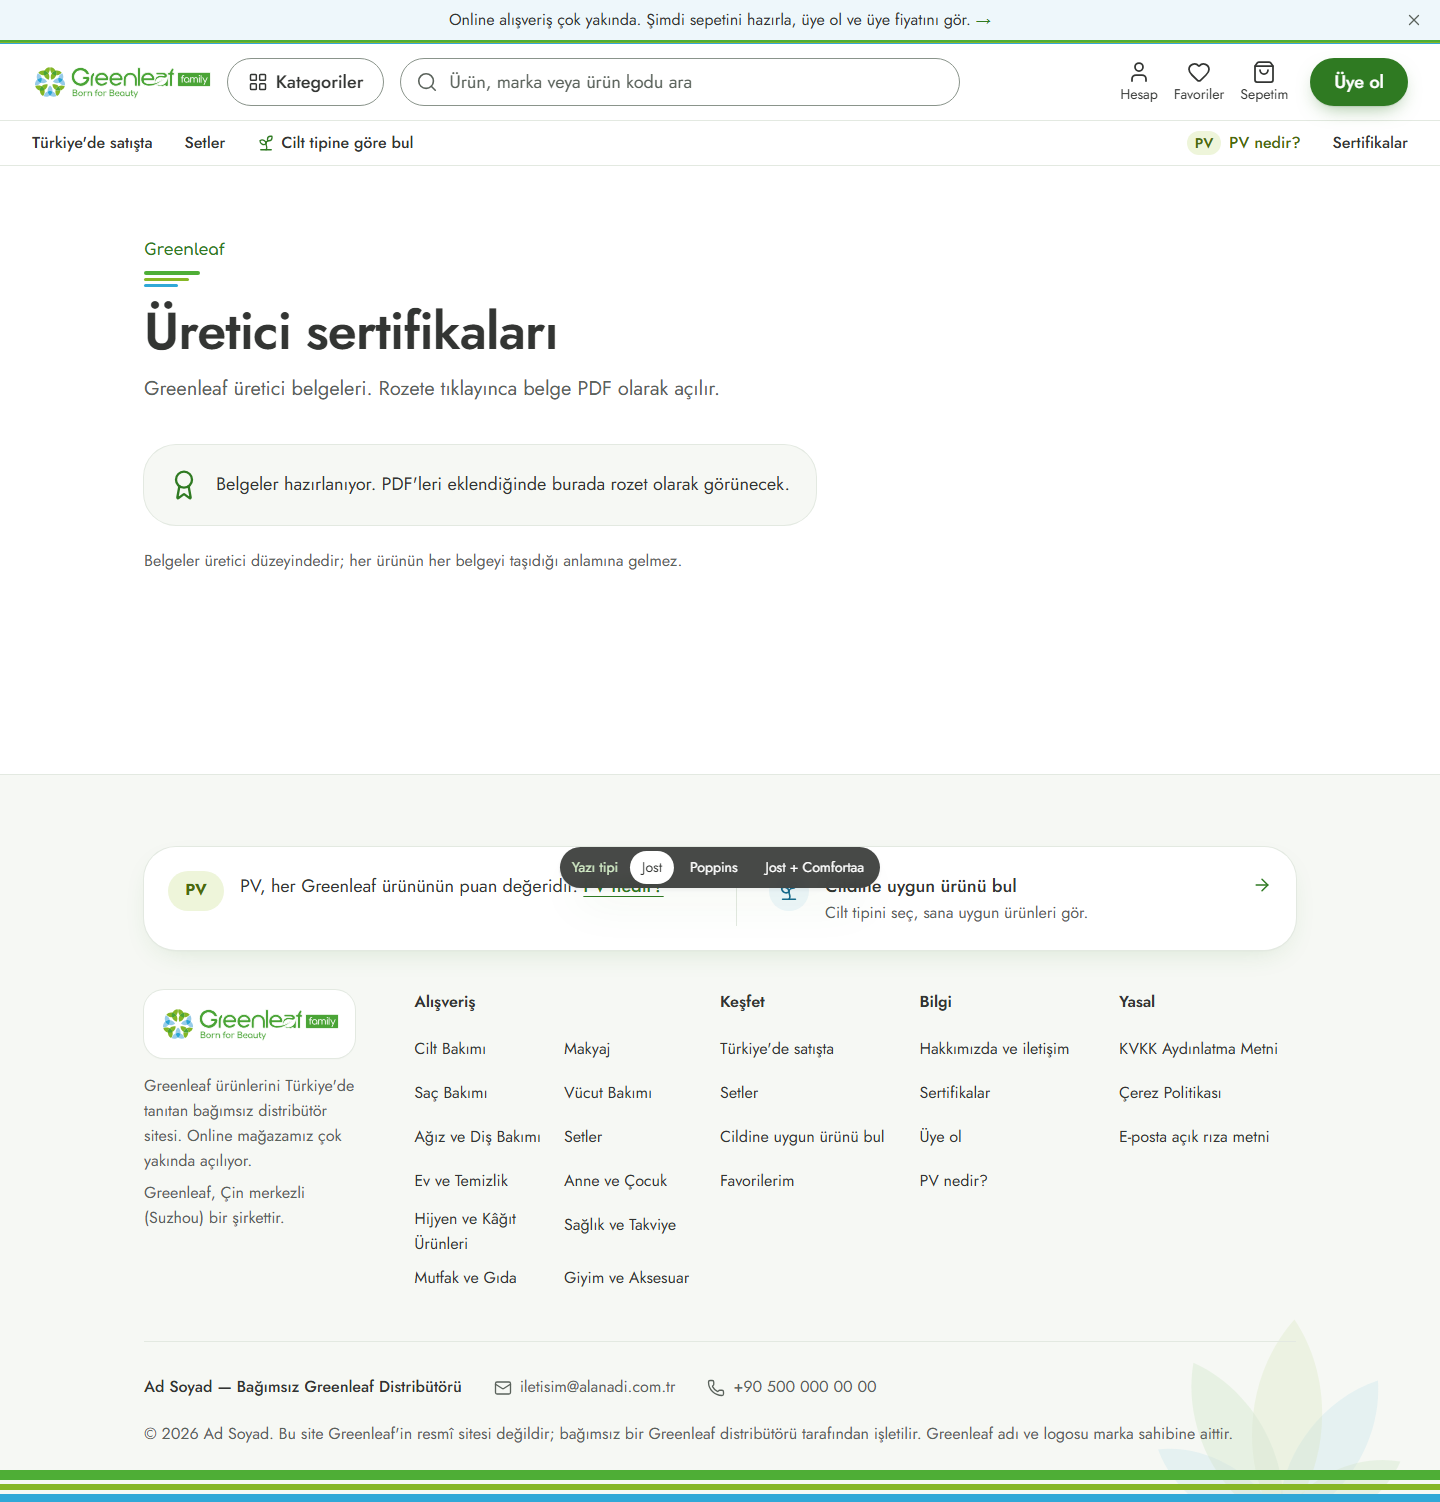 Online alışveriş çok yakında. Şimdi sepetini hazırla, üye ol ve üye fiyatını gör. →
Greenleaf family
Born for Beauty
Kategoriler
Ürün, marka veya ürün kodu ara
Hesap
Favoriler
Sepetim
Üye ol
Türkiye'de satışta
Setler
Cilt tipine göre bul
PV PV nedir?
Sertifikalar
Greenleaf
Üretici sertifikaları
Greenleaf üretici belgeleri. Rozete tıklayınca belge PDF olarak açılır.
Belgeler hazırlanıyor. PDF'leri eklendiğinde burada rozet olarak görünecek.
Belgeler üretici düzeyindedir; her ürünün her belgeyi taşıdığı anlamına gelmez.
Yazı tipi Jost Poppins Jost + Comfortaa
PV PV, her Greenleaf ürününün puan değeridir. PV nedir?
Cildine uygun ürünü bul
Cilt tipini seç, sana uygun ürünleri gör.
Greenleaf family
Born for Beauty
Greenleaf ürünlerini Türkiye'de
tanıtan bağımsız distribütör
sitesi. Online mağazamız çok
yakında açılıyor.
Greenleaf, Çin merkezli
(Suzhou) bir şirkettir.
Alışveriş
Cilt Bakımı
Makyaj
Saç Bakımı
Vücut Bakımı
Ağız ve Diş Bakımı
Setler
Ev ve Temizlik
Anne ve Çocuk
Hijyen ve Kâğıt
Ürünleri
Sağlık ve Takviye
Mutfak ve Gıda
Giyim ve Aksesuar
Keşfet
Türkiye'de satışta
Setler
Cildine uygun ürünü bul
Favorilerim
Bilgi
Hakkımızda ve iletişim
Sertifikalar
Üye ol
PV nedir?
Yasal
KVKK Aydınlatma Metni
Çerez Politikası
E-posta açık rıza metni
Ad Soyad — Bağımsız Greenleaf Distribütörü
iletisim@alanadi.com.tr
+90 500 000 00 00
© 2026 Ad Soyad. Bu site Greenleaf'in resmî sitesi değildir; bağımsız bir Greenleaf distribütörü tarafından işletilir. Greenleaf adı ve logosu marka sahibine aittir.